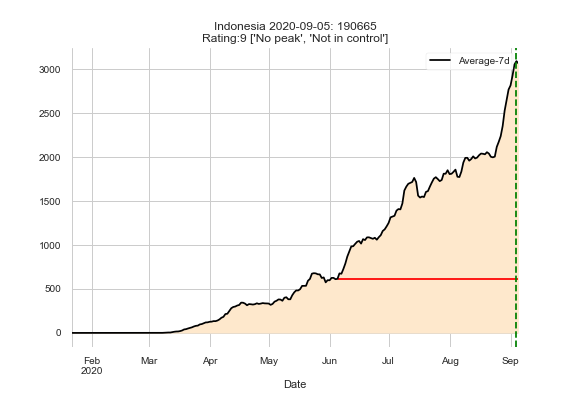 Indonesia 2020-09-05: 190665
Rating:9 ['No peak', 'Not in control']
Average-7d
3000
2500
2000
1500
1000
500
0
Feb Mar Apr May Jun Jul Aug Sep
2020
Date